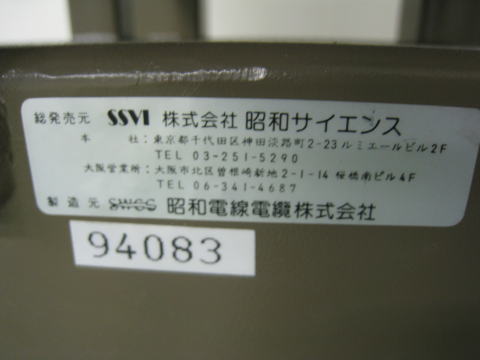 総発売元 SSVI 株式会社 昭和サイエンス
本　社：東京都千代田区神田淡路町2-23 ルミエールビル2F
TEL 03-251-5290
大阪営業所：大阪市北区曽根崎新地2-1-14 桜橋南ビル4F
TEL 06-341-4687
製造元 SWCC 昭和電線電纜株式会社
94083